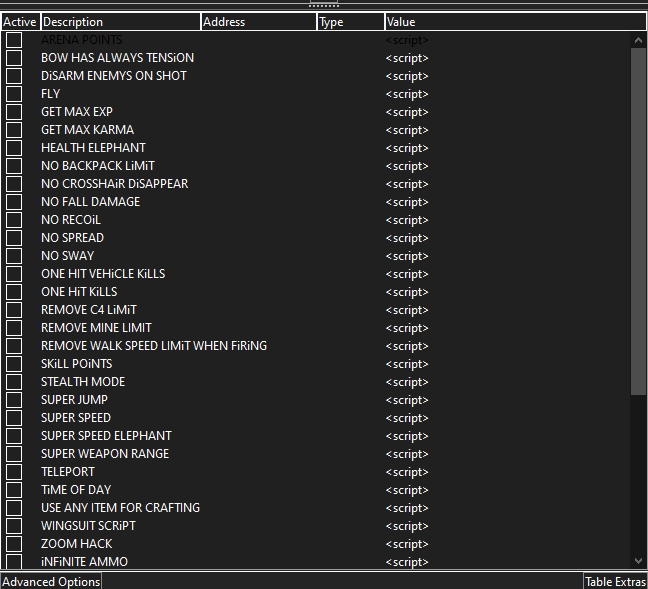 Active Description Address Type Value
ARENA POINTS <script>
BOW HAS ALWAYS TENSiON <script>
DiSARM ENEMYS ON SHOT <script>
FLY <script>
GET MAX EXP <script>
GET MAX KARMA <script>
HEALTH ELEPHANT <script>
NO BACKPACK LiMiT <script>
NO CROSSHAiR DiSAPPEAR <script>
NO FALL DAMAGE <script>
NO RECOiL <script>
NO SPREAD <script>
NO SWAY <script>
ONE HIT VEHiCLE KiLLS <script>
ONE HiT KiLLS <script>
REMOVE C4 LiMiT <script>
REMOVE MINE LIMIT <script>
REMOVE WALK SPEED LIMiT WHEN FiRiNG <script>
SKiLL POiNTS <script>
STEALTH MODE <script>
SUPER JUMP <script>
SUPER SPEED <script>
SUPER SPEED ELEPHANT <script>
SUPER WEAPON RANGE <script>
TELEPORT <script>
TiME OF DAY <script>
USE ANY ITEM FOR CRAFTING <script>
WINGSUIT SCRiPT <script>
ZOOM HACK <script>
iNFiNITE AMMO <script>
Advanced Options Table Extras